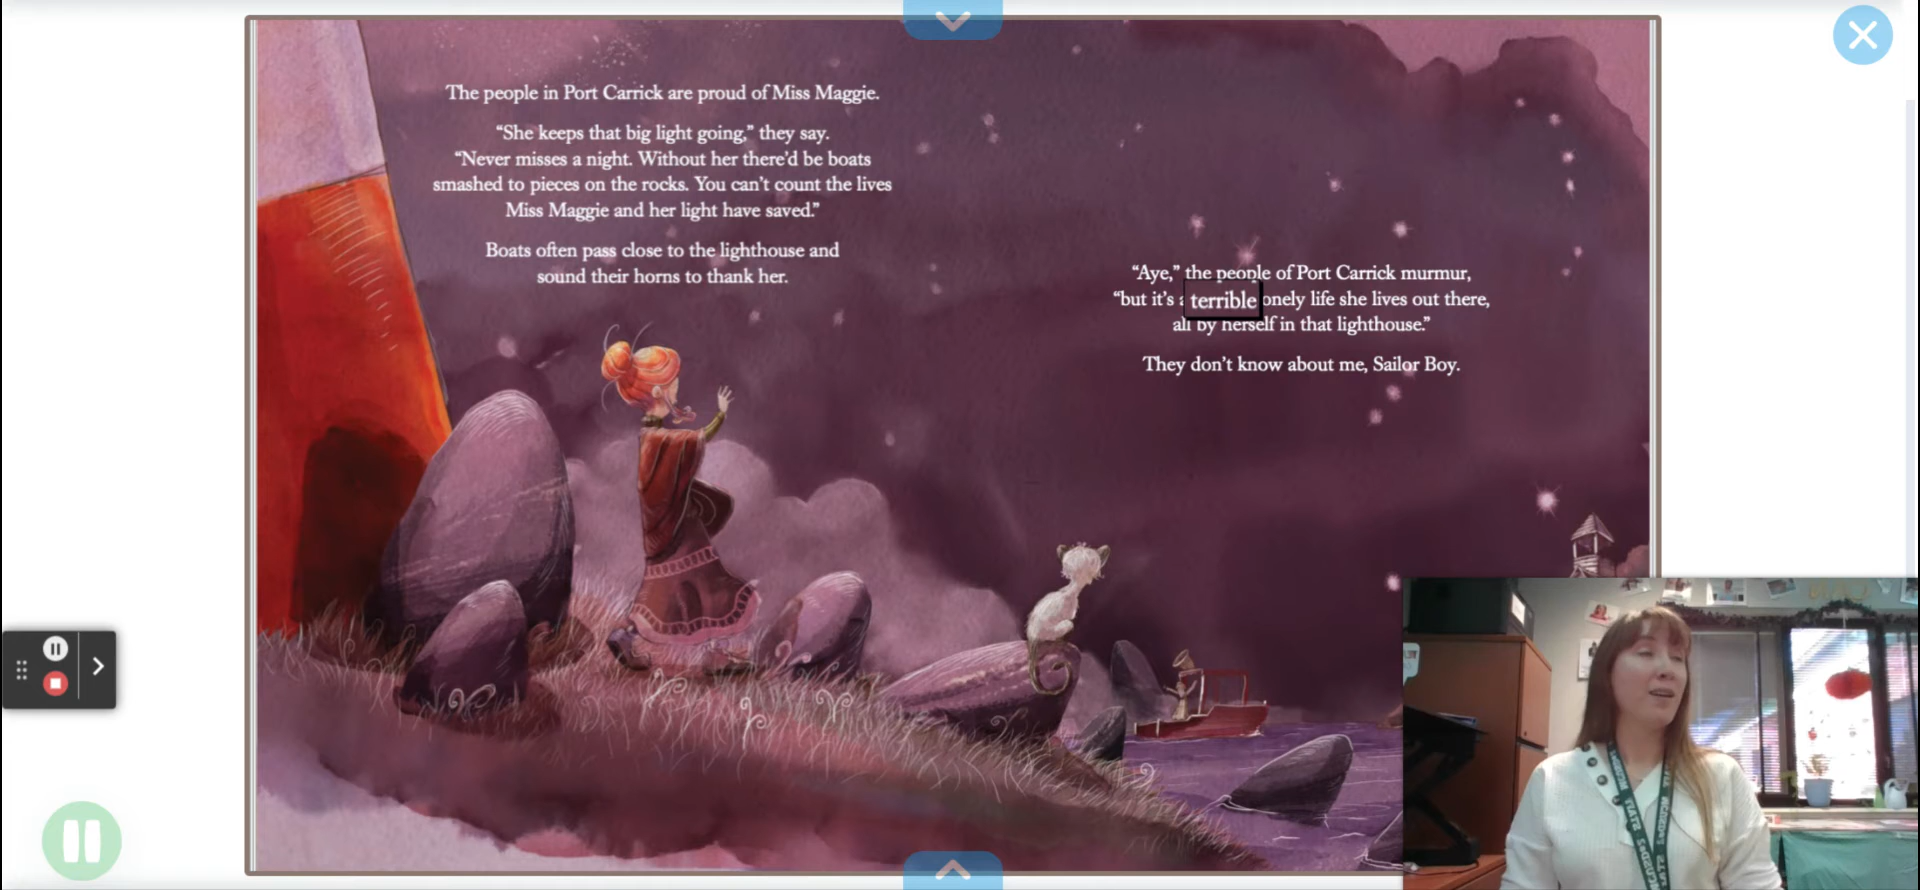 The people in Port Carrick are proud of Miss Maggie.
“She keeps that big light going,” they say.
“Never misses a night. Without her there’d be boats
smashed to pieces on the rocks. You can’t count the lives
Miss Maggie and her light have saved.”
Boats often pass close to the lighthouse and
sound their horns to thank her.
“Aye,” the people of Port Carrick murmur,
“but it’s a terrible lonely life she lives out there,
all by herself in that lighthouse.”
They don’t know about me, Sailor Boy.
STAFF